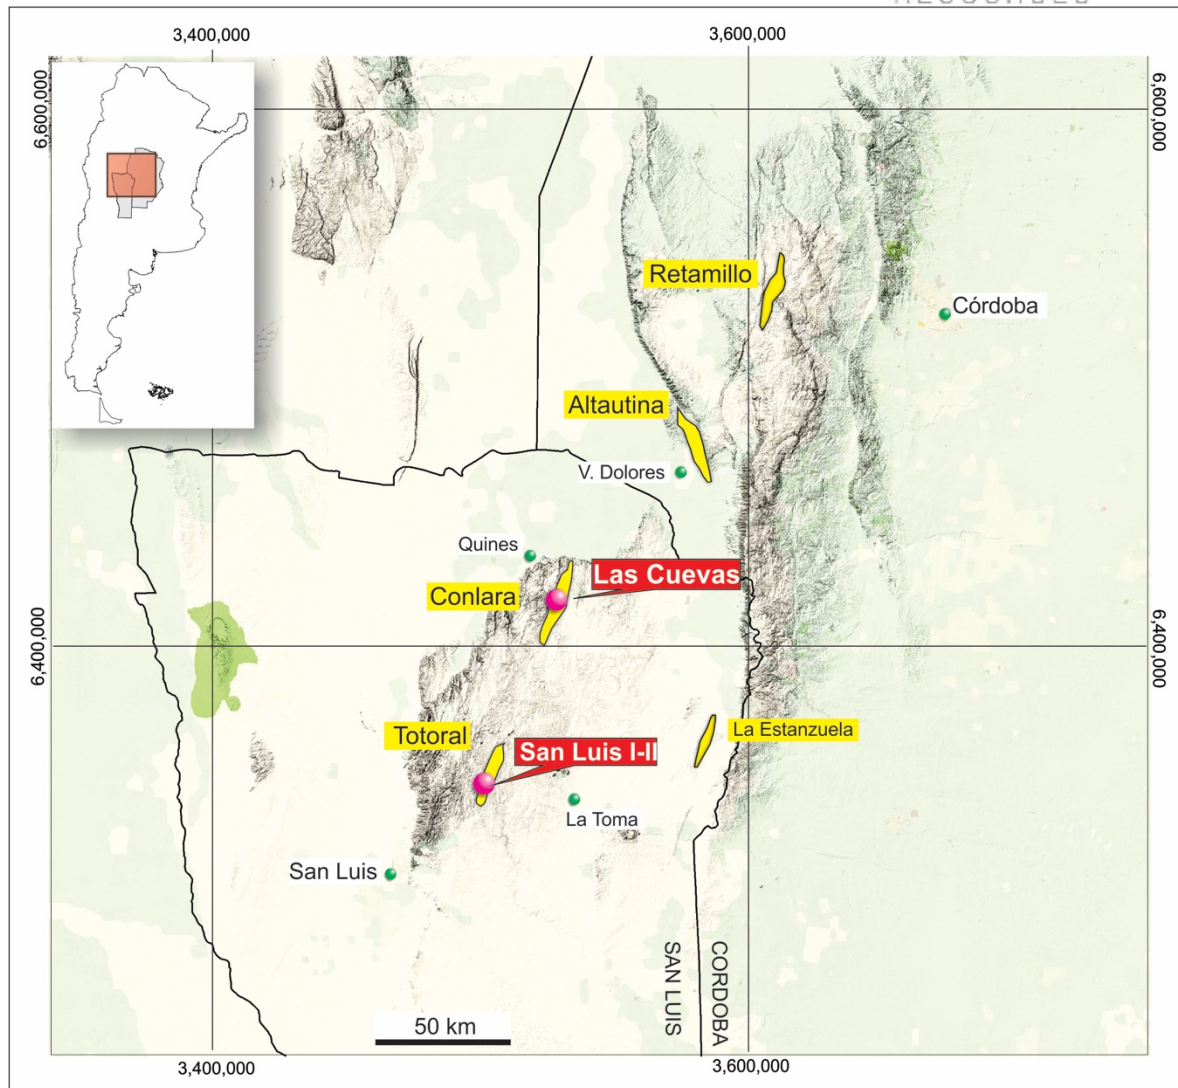 3,400,000
3,600,000
6,600,000
6,600,000
Retamillo
Córdoba
Altautina
V. Dolores
Quines
Las Cuevas
Conlara
6,400,000
6,400,000
Totoral
La Estanzuela
San Luis I-II
La Toma
San Luis
SAN LUIS
CORDOBA
50 km
3,400,000
3,600,000